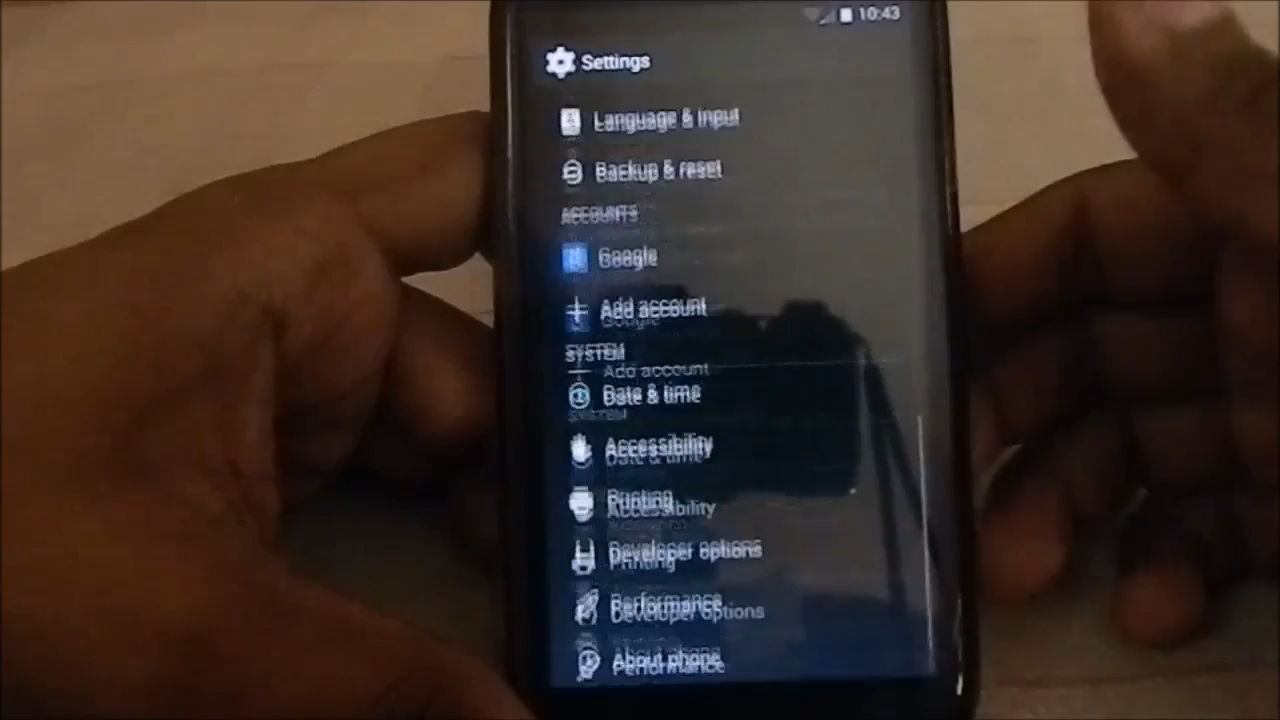 10:43
Settings
Language & input
Backup & reset
ACCOUNTS
Google
Add account
SYSTEM
Date & time
Accessibility
Printing
Developer options
Performance
About phone